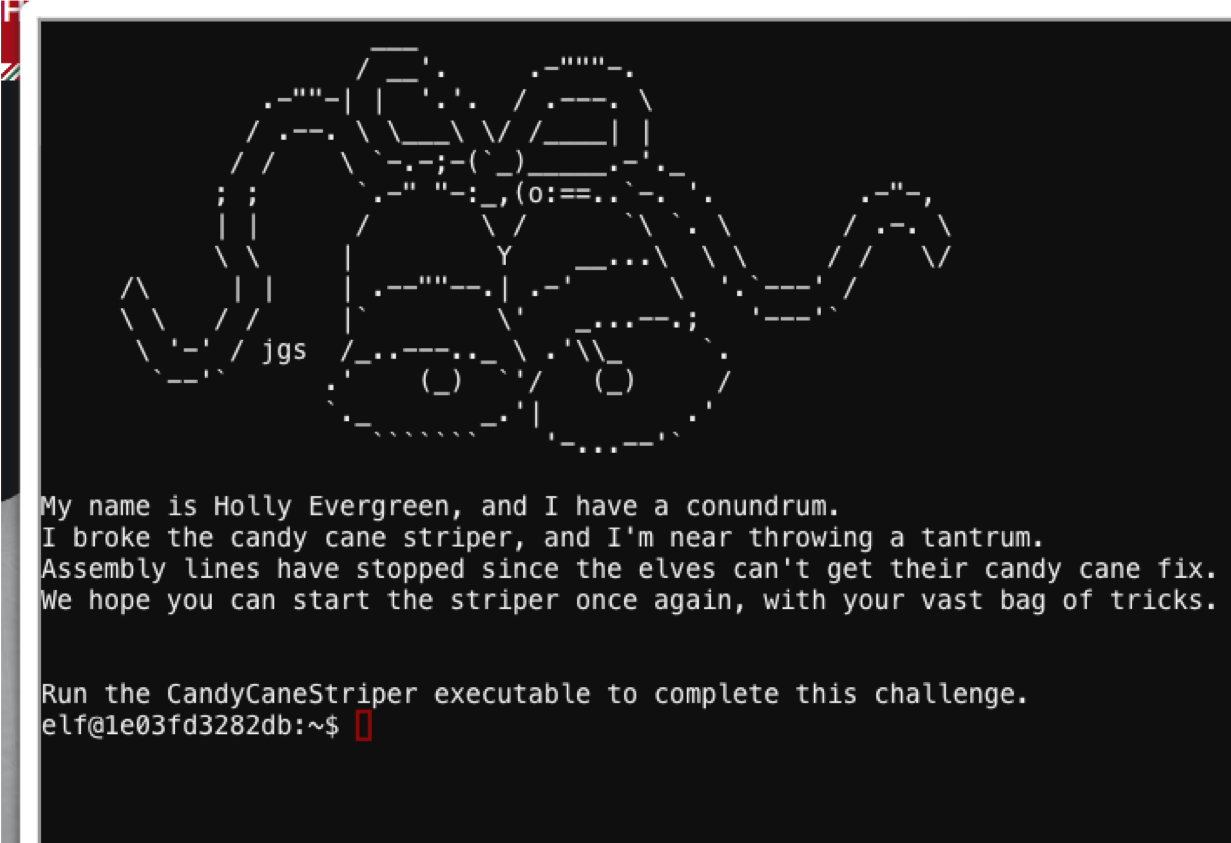 jgs
My name is Holly Evergreen, and I have a conundrum.
I broke the candy cane striper, and I'm near throwing a tantrum.
Assembly lines have stopped since the elves can't get their candy cane fix.
We hope you can start the striper once again, with your vast bag of tricks.
Run the CandyCaneStriper executable to complete this challenge.
elf@1e03fd3282db:~$